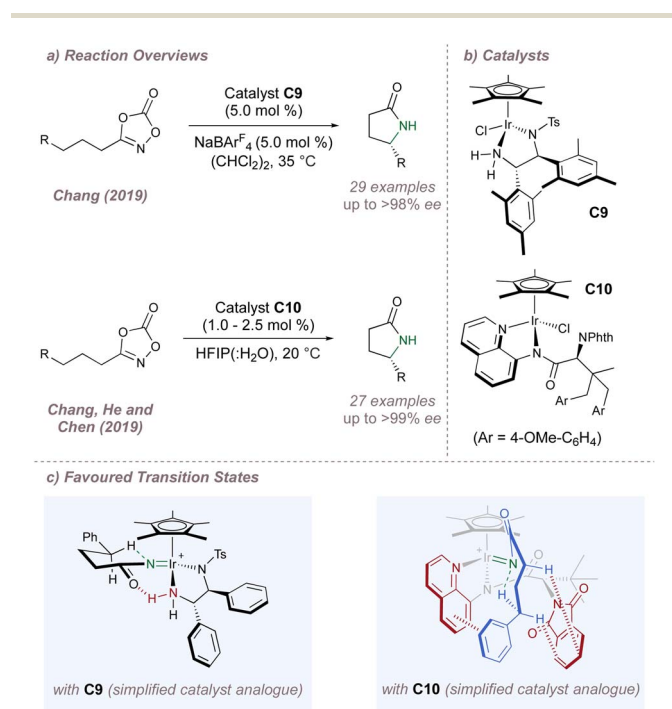 a) Reaction Overviews
b) Catalysts
R
O
O
O
N
Chang (2019)
Catalyst C9
(5.0 mol %)
NaBArF4 (5.0 mol %)
(CHCl2)2, 35 °C
O
NH
R
29 examples
up to >98% ee
Cl
Ir
N
Ts
H
N
H
C9
R
O
O
O
N
Chang, He and
Chen (2019)
Catalyst C10
(1.0 - 2.5 mol %)
HFIP(:H2O), 20 °C
O
NH
R
27 examples
up to >99% ee
C10
N
Ir
Cl
N
NPhth
O
Ar
Ar
(Ar = 4-OMe-C6H4)
c) Favoured Transition States
Ph
H
H
N
Ir
+
N
Ts
O
H
N
H
with C9 (simplified catalyst analogue)
O
+
Ir
N
N
N
O
H
H
H
N
O
O
with C10 (simplified catalyst analogue)